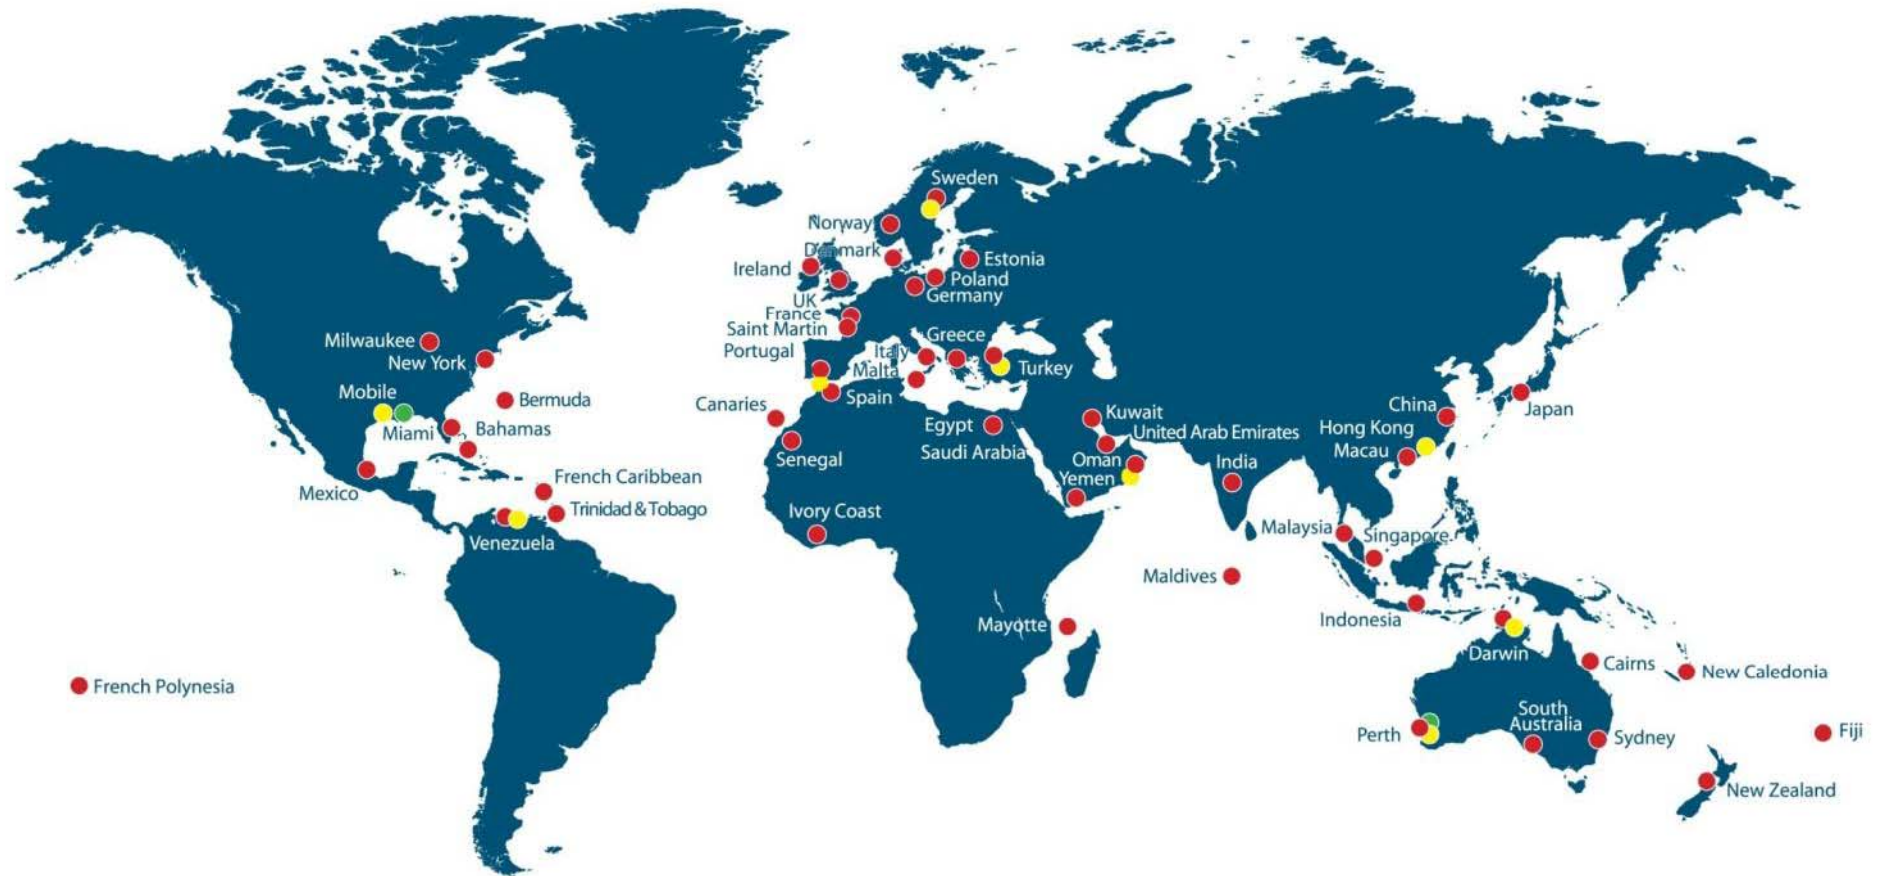 Sweden
Norway
Denmark
Ireland
Estonia
Poland
Germany
UK
France
Saint Martin
Greece
Portugal
Italy
Malta
Turkey
Spain
Canaries
Milwaukee
New York
Mobile
Bermuda
Miami
Bahamas
Mexico
French Caribbean
Trinidad & Tobago
Venezuela
Senegal
Egypt
Saudi Arabia
Kuwait
United Arab Emirates
Oman
Yemen
Ivory Coast
India
China
Hong Kong
Macau
Japan
Malaysia
Singapore
Maldives
Indonesia
Mayotte
Darwin
Cairns
New Caledonia
French Polynesia
South
Australia
Perth
Sydney
Fiji
New Zealand